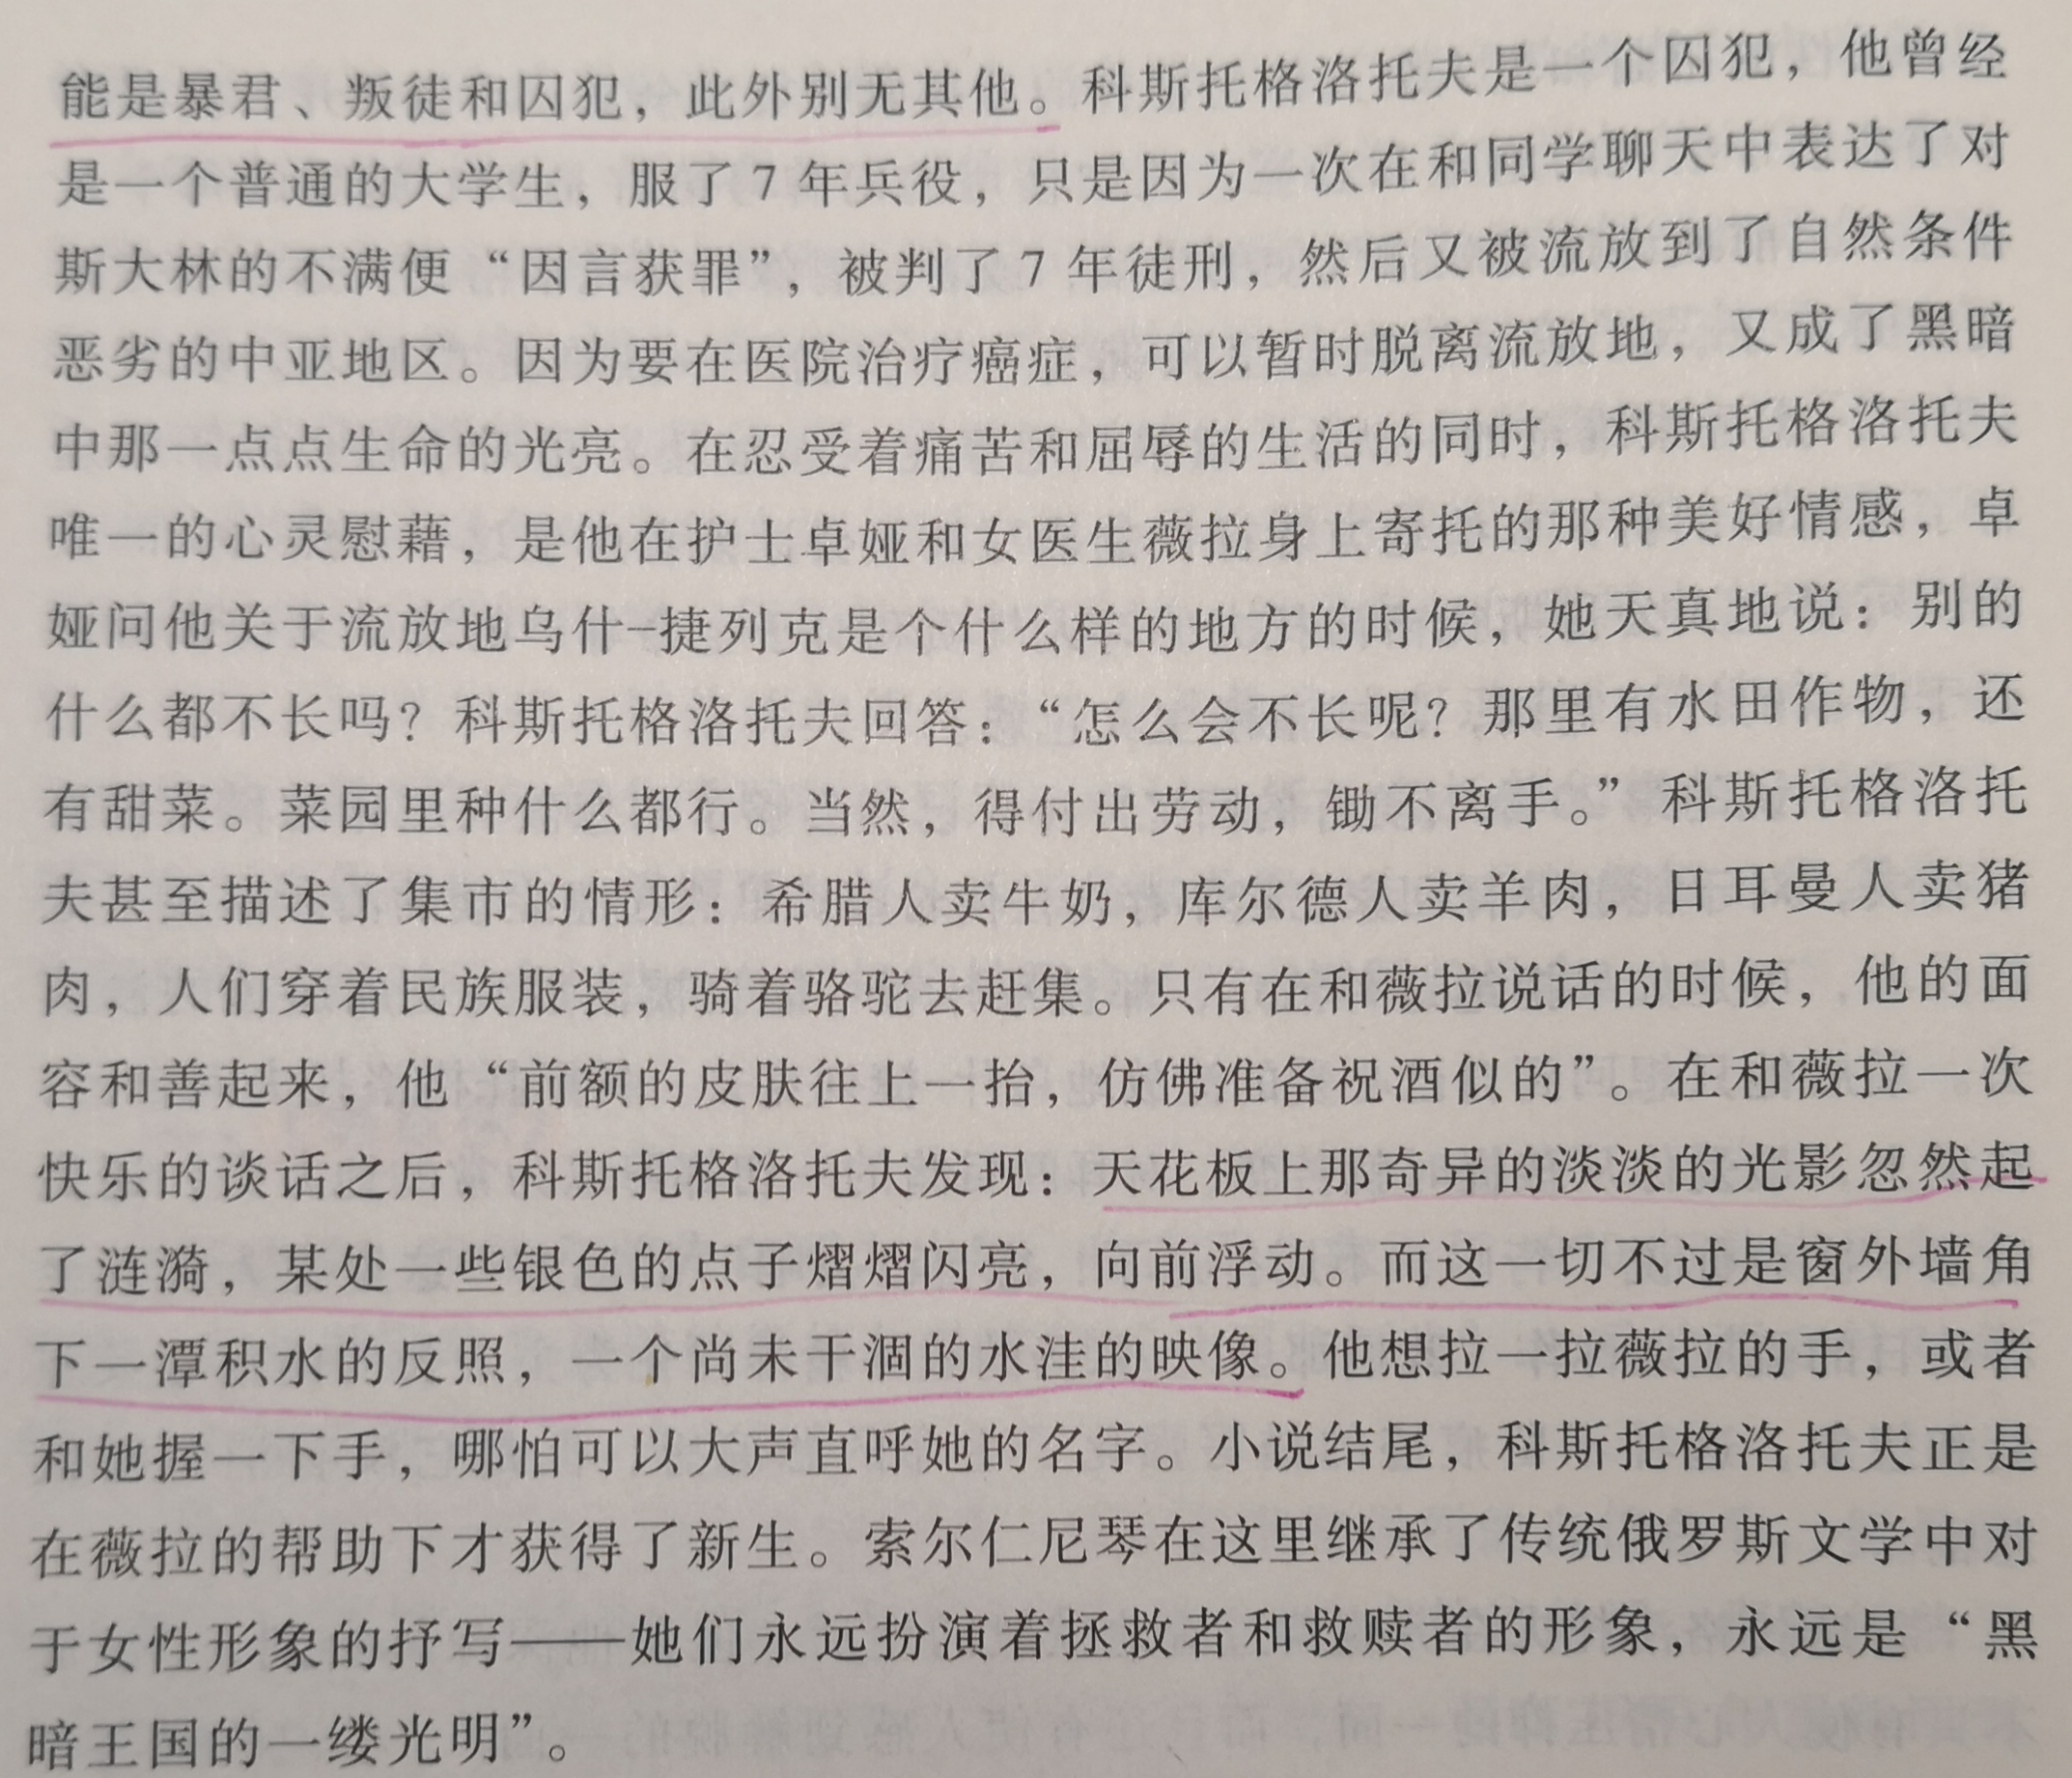 能是暴君、叛徒和囚犯，此外别无其他。科斯托格洛托夫是一个囚犯，他曾经
是一个普通的大学生，服了 7 年兵役，只是因为一次在和同学聊天中表达了对
斯大林的不满便“因言获罪”，被判了 7 年徒刑，然后又被流放到了自然条件
恶劣的中亚地区。因为要在医院治疗癌症，可以暂时脱离流放地，又成了黑暗
中那一点点生命的光亮。在忍受着痛苦和屈辱的生活的同时，科斯托格洛托夫
唯一的心灵慰藉，是他在护士卓娅和女医生薇拉身上寄托的那种美好情感，卓
娅问他关于流放地乌什-捷列克是个什么样的地方的时候，她天真地说：别的
什么都不长吗？科斯托格洛托夫回答：“怎么会不长呢？那里有水田作物，还
有甜菜。菜园里种什么都行。当然，得付出劳动，锄不离手。”科斯托格洛托
夫甚至描述了集市的情形：希腊人卖牛奶，库尔德人卖羊肉，日耳曼人卖猪
肉，人们穿着民族服装，骑着骆驼去赶集。只有在和薇拉说话的时候，他的面
容和善起来，他“前额的皮肤往上一抬，仿佛准备祝酒似的”。在和薇拉一次
快乐的谈话之后，科斯托格洛托夫发现：天花板上那奇异的淡淡的光影忽然起
了涟漪，某处一些银色的点子熠熠闪亮，向前浮动。而这一切不过是窗外墙角
下一潭积水的反照，一个尚未干涸的水洼的映像。他想拉一拉薇拉的手，或者
和她握一下手，哪怕可以大声直呼她的名字。小说结尾，科斯托格洛托夫正是
在薇拉的帮助下才获得了新生。索尔仁尼琴在这里继承了传统俄罗斯文学中对
于女性形象的抒写——她们永远扮演着拯救者和救赎者的形象，永远是“黑
暗王国的一缕光明”。